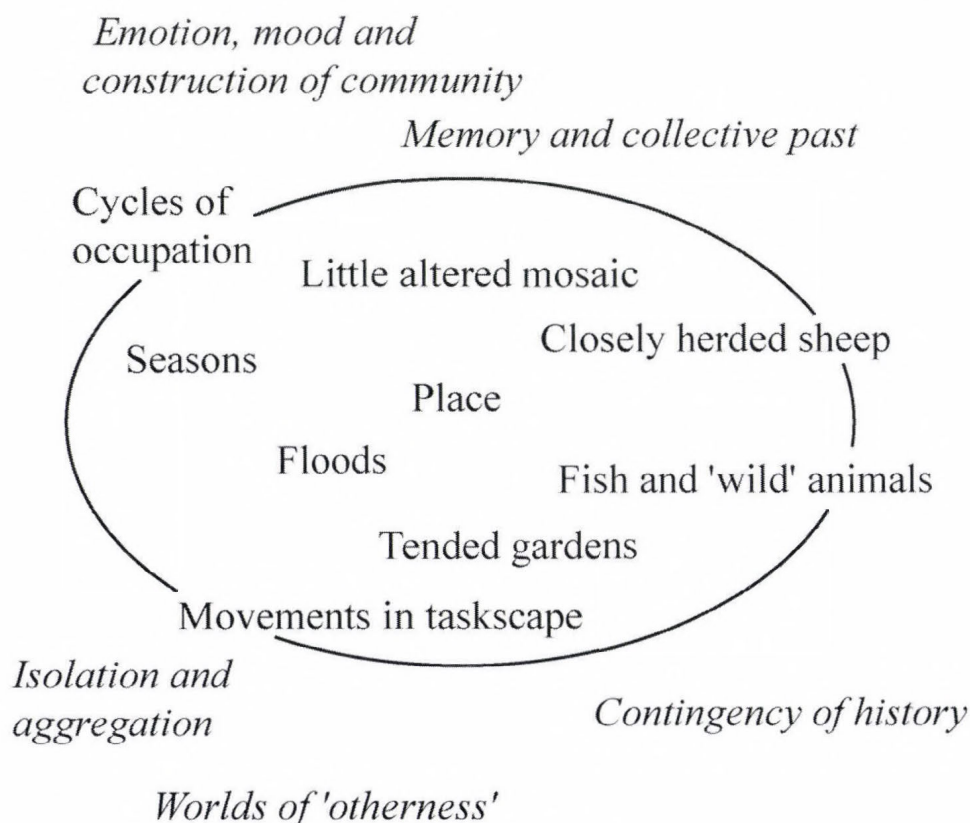 Emotion, mood and
construction of community
Memory and collective past
Cycles of
occupation
Little altered mosaic
Closely herded sheep
Seasons
Place
Floods
Fish and 'wild' animals
Tended gardens
Movements in taskscape
Isolation and
aggregation
Contingency of history
Worlds of 'otherness'